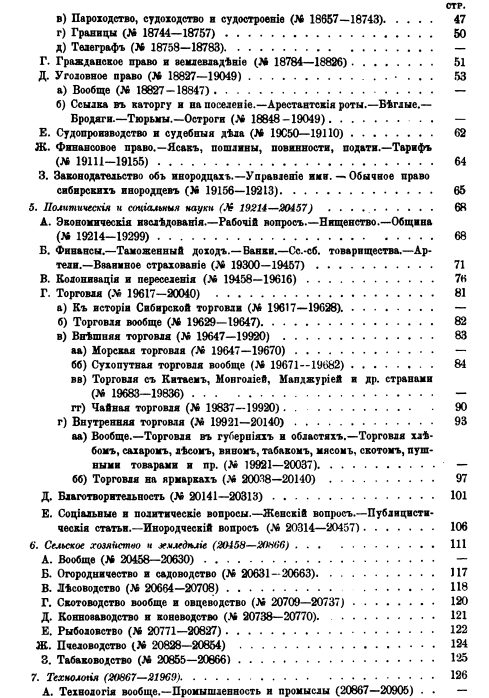 СТР.
в) Пароходство, судоходство и судостроеніе (№ 18657—18743). . . . . 47
г) Границы (№ 18744—18757) . . . . . 50
д) Телеграфъ (№ 18758—18783). . . . . —
Г. Гражданское право и землевладѣніе (№ 18784—18826) . . . . . 51
Д. Уголовное право (№ 18827—19049) . . . . . 53
а) Вообще (№ 18827—18847) . . . . . —
б) Ссылка въ каторгу и на поселеніе.—Арестантскія роты.—Бѣглые.—
Бродяги.—Тюрьмы.—Остроги (№ 18848—19049) . . . . . —
Е. Судопроизводство и судебныя дѣла (№ 19С50—19110) . . . . . 62
Ж. Финансовое право.—Ясакъ, пошлины, повинности, подати.—Тарифъ
(№ 19111—19155) . . . . . 64
З. Законодательство объ инородцахъ.—Управленіе ими.—Обычное право
сибирскихъ инородцевъ (№ 19156—19213). . . . . 65
5. Политическія и соціальныя науки (№ 19214—20457) . . . . . 68
А. Экономическія изслѣдованія.—Рабочій вопросъ.—Нищенство.—Община
(№ 19214—19299) . . . . . 68
Б. Финансы.—Таможенный доходъ.—Банки.—Сс.-сб. товарищества.—Ар-
тели.—Взаимное страхованіе (№ 19300—19457) . . . . . 71
В. Колонизація и переселенія (№ 19458—19616) . . . . . 76
Г. Торговля (№ 19617—20040) . . . . . 81
а) Къ исторіи Сибирской торговли (№ 19617—19628). . . . . —
б) Торговля вообще (№ 19629—19647). . . . . 82
в) Внѣшняя торговля (№ 19647—19920) . . . . . 83
аа) Морская торговля (№ 19647—19670) . . . . . —
бб) Сухопутная торговля вообще (№ 19671—19682) . . . . . 84
вв) Торговля съ Китаемъ, Монголіей, Манджуріей и др. странами
(№ 19683—19836) . . . . . —
гг) Чайная торговля (№ 19837—19920) . . . . . 90
г) Внутренняя торговля (№ 19921—20140) . . . . . 93
аа) Вообще.—Торговля въ губерніяхъ и областяхъ.—Торговля хлѣ-
бомъ, сахаромъ, лѣсомъ, виномъ, табакомъ, мясомъ, скотомъ, пуш-
ными товарами и пр. (№ 19921—20037). . . . . —
бб) Торговля на ярмаркахъ (№ 20038—20140) . . . . . 97
Д. Благотворительность (№ 20141—20313) . . . . . 101
Е. Соціальные и политическіе вопросы.—Женскій вопросъ.—Публицисти-
ческія статьи.—Инородческій вопросъ (№ 20314—20457) . . . . . 106
6. Сельское хозяйство и земледѣліе (20458—20866) . . . . . 111
А. Вообще (№ 20458—20630) . . . . . —
Б. Огородничество и садоводство (№ 20631—20663). . . . . 117
В. Лѣсоводство (№ 20664—20708) . . . . . 118
Г. Скотоводство вообще и овцеводство (№ 20709—20737) . . . . . 120
Д. Коннозаводство и коневодство (№ 20738—20770). . . . . 121
Е. Рыболовство (№ 20771—20827) . . . . . 122
Ж. Пчеловодство (№ 20828—20854) . . . . . 124
З. Табаководство (№ 20855—20866) . . . . . 125
7. Технологія (20867—21969). . . . . 126
А. Технологія вообще.—Промышленность и промыслы (20867—20905) . . —